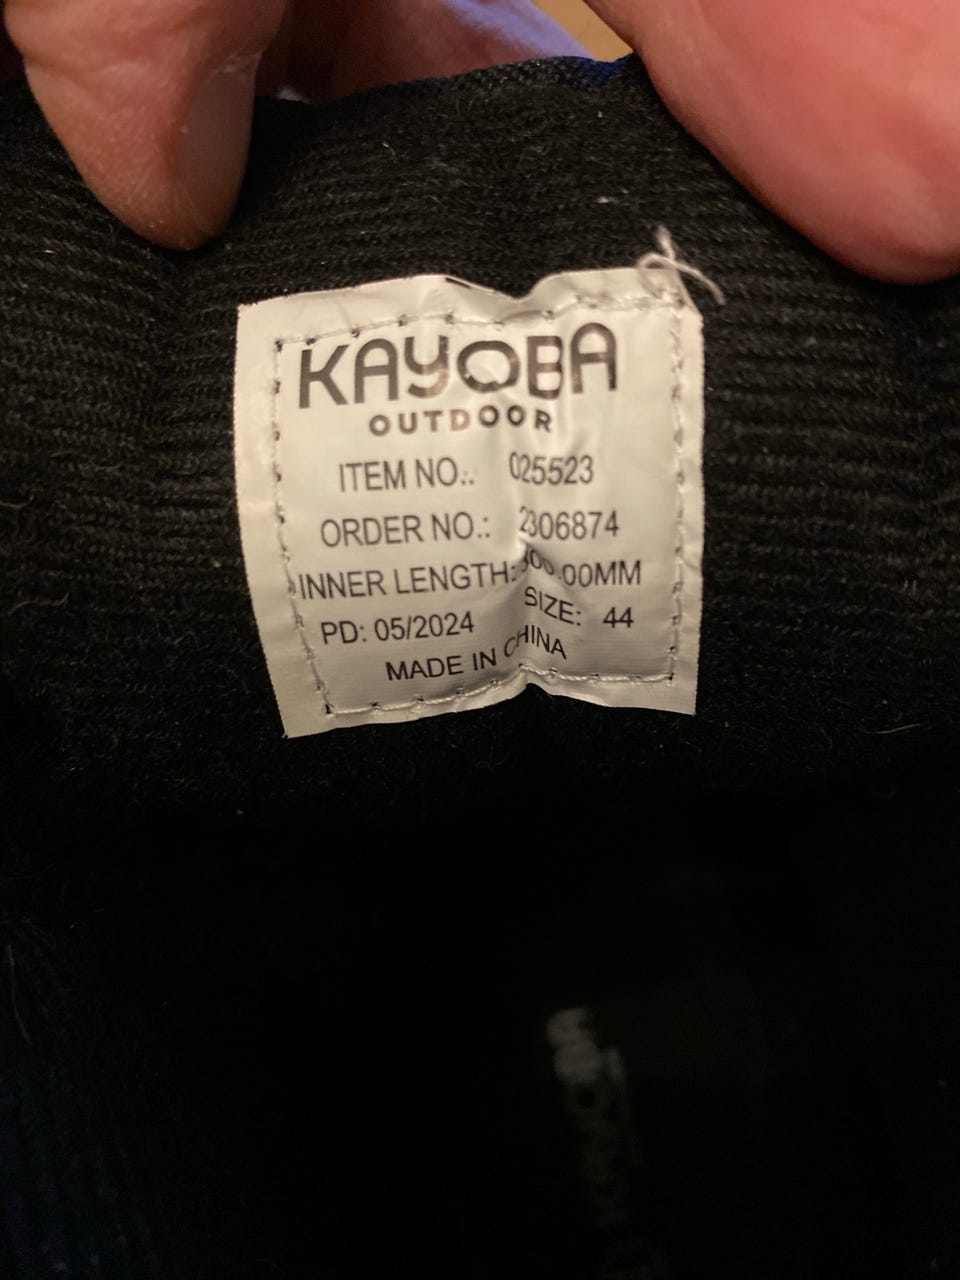 KAYOBA
OUTDOOR
ITEM NO.: 025523
ORDER NO.: 2306874
INNER LENGTH: 300.00MM
PD: 05/2024 SIZE: 44
MADE IN CHINA